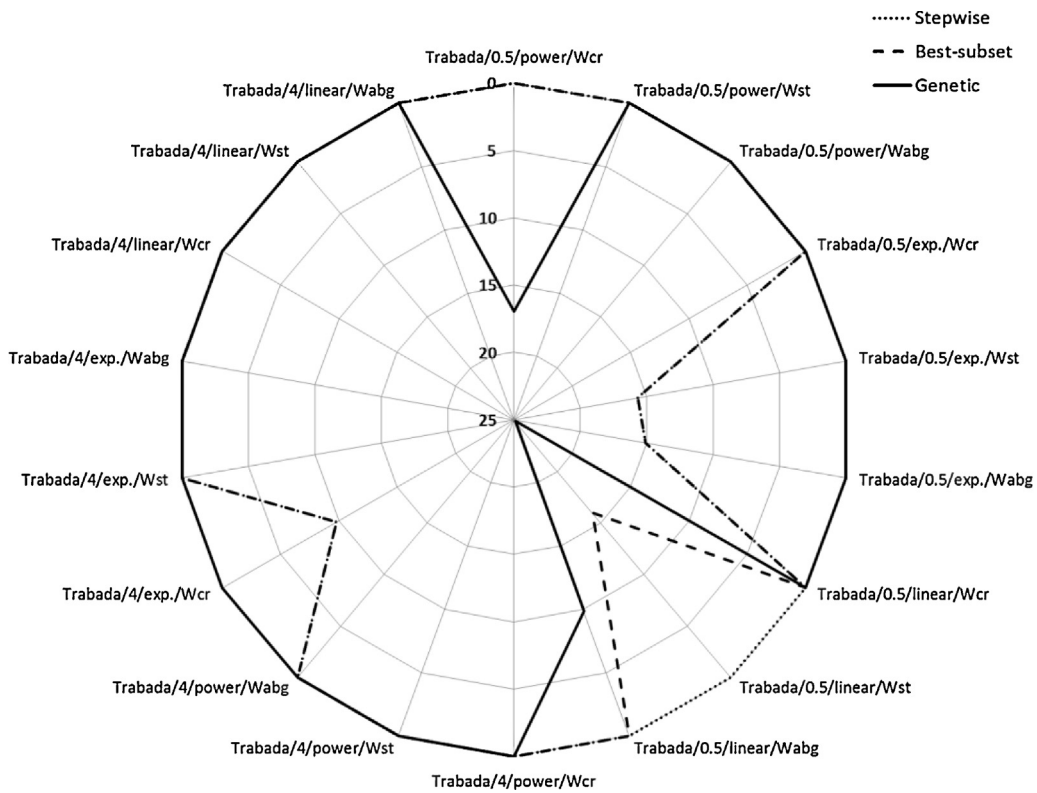 Stepwise
Best-subset
Genetic
Trabada/0.5/power/Wcr
Trabada/0.5/power/Wst
Trabada/0.5/power/Wabg
Trabada/0.5/exp./Wcr
Trabada/0.5/exp./Wst
Trabada/0.5/exp./Wabg
Trabada/0.5/linear/Wcr
Trabada/0.5/linear/Wst
Trabada/0.5/linear/Wabg
Trabada/4/power/Wcr
Trabada/4/power/Wst
Trabada/4/power/Wabg
Trabada/4/exp./Wcr
Trabada/4/exp./Wst
Trabada/4/exp./Wabg
Trabada/4/linear/Wcr
Trabada/4/linear/Wst
Trabada/4/linear/Wabg
0
5
10
15
20
25